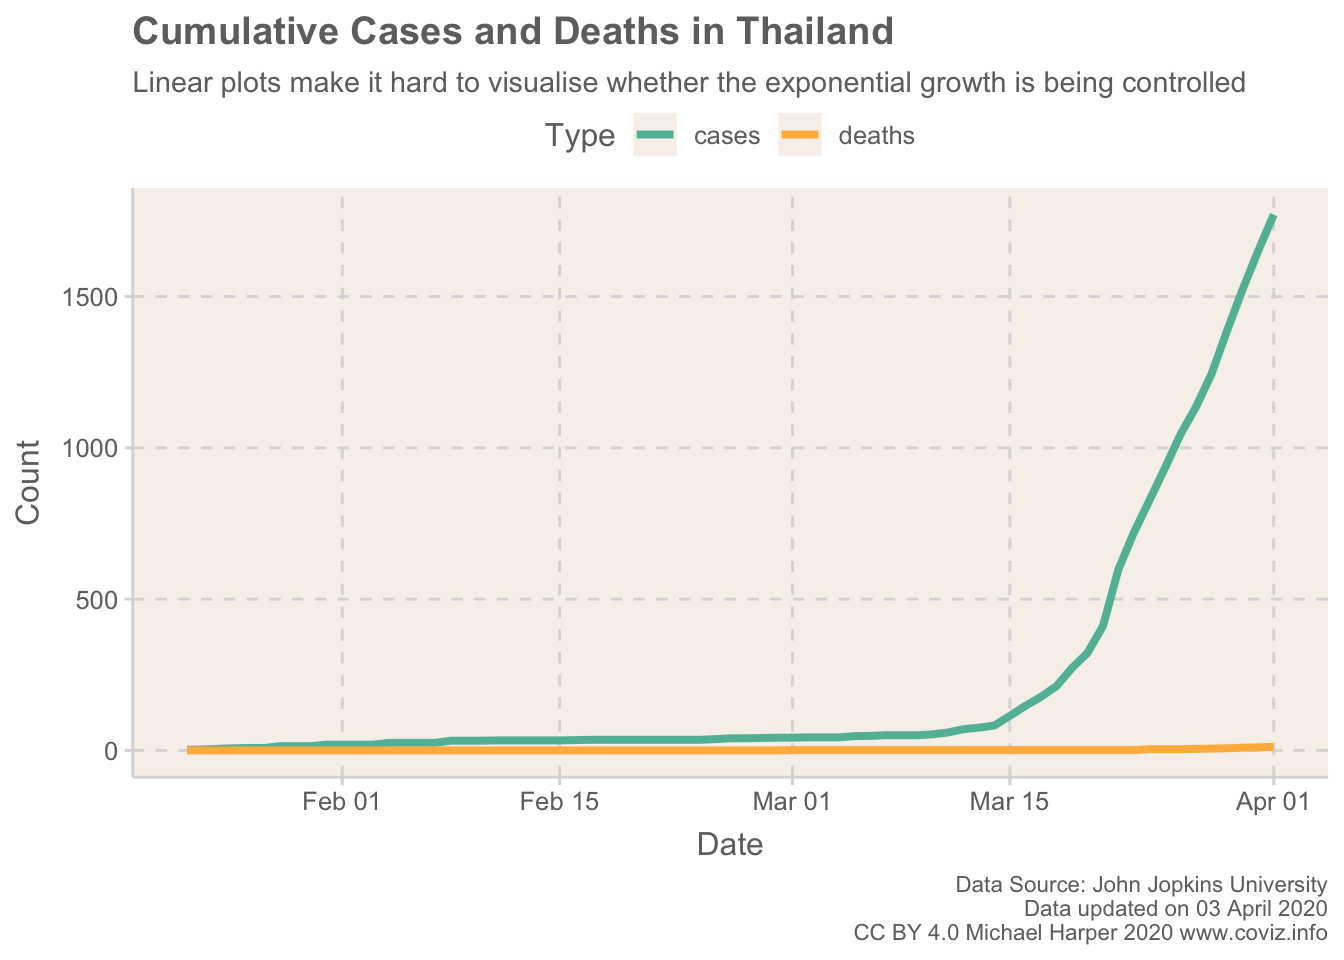 Cumulative Cases and Deaths in Thailand
Linear plots make it hard to visualise whether the exponential growth is being controlled
Type cases deaths
1500
1000
500
0
Count
Feb 01 Feb 15 Mar 01 Mar 15 Apr 01
Date
Data Source: John Jopkins University
Data updated on 03 April 2020
CC BY 4.0 Michael Harper 2020 www.coviz.info